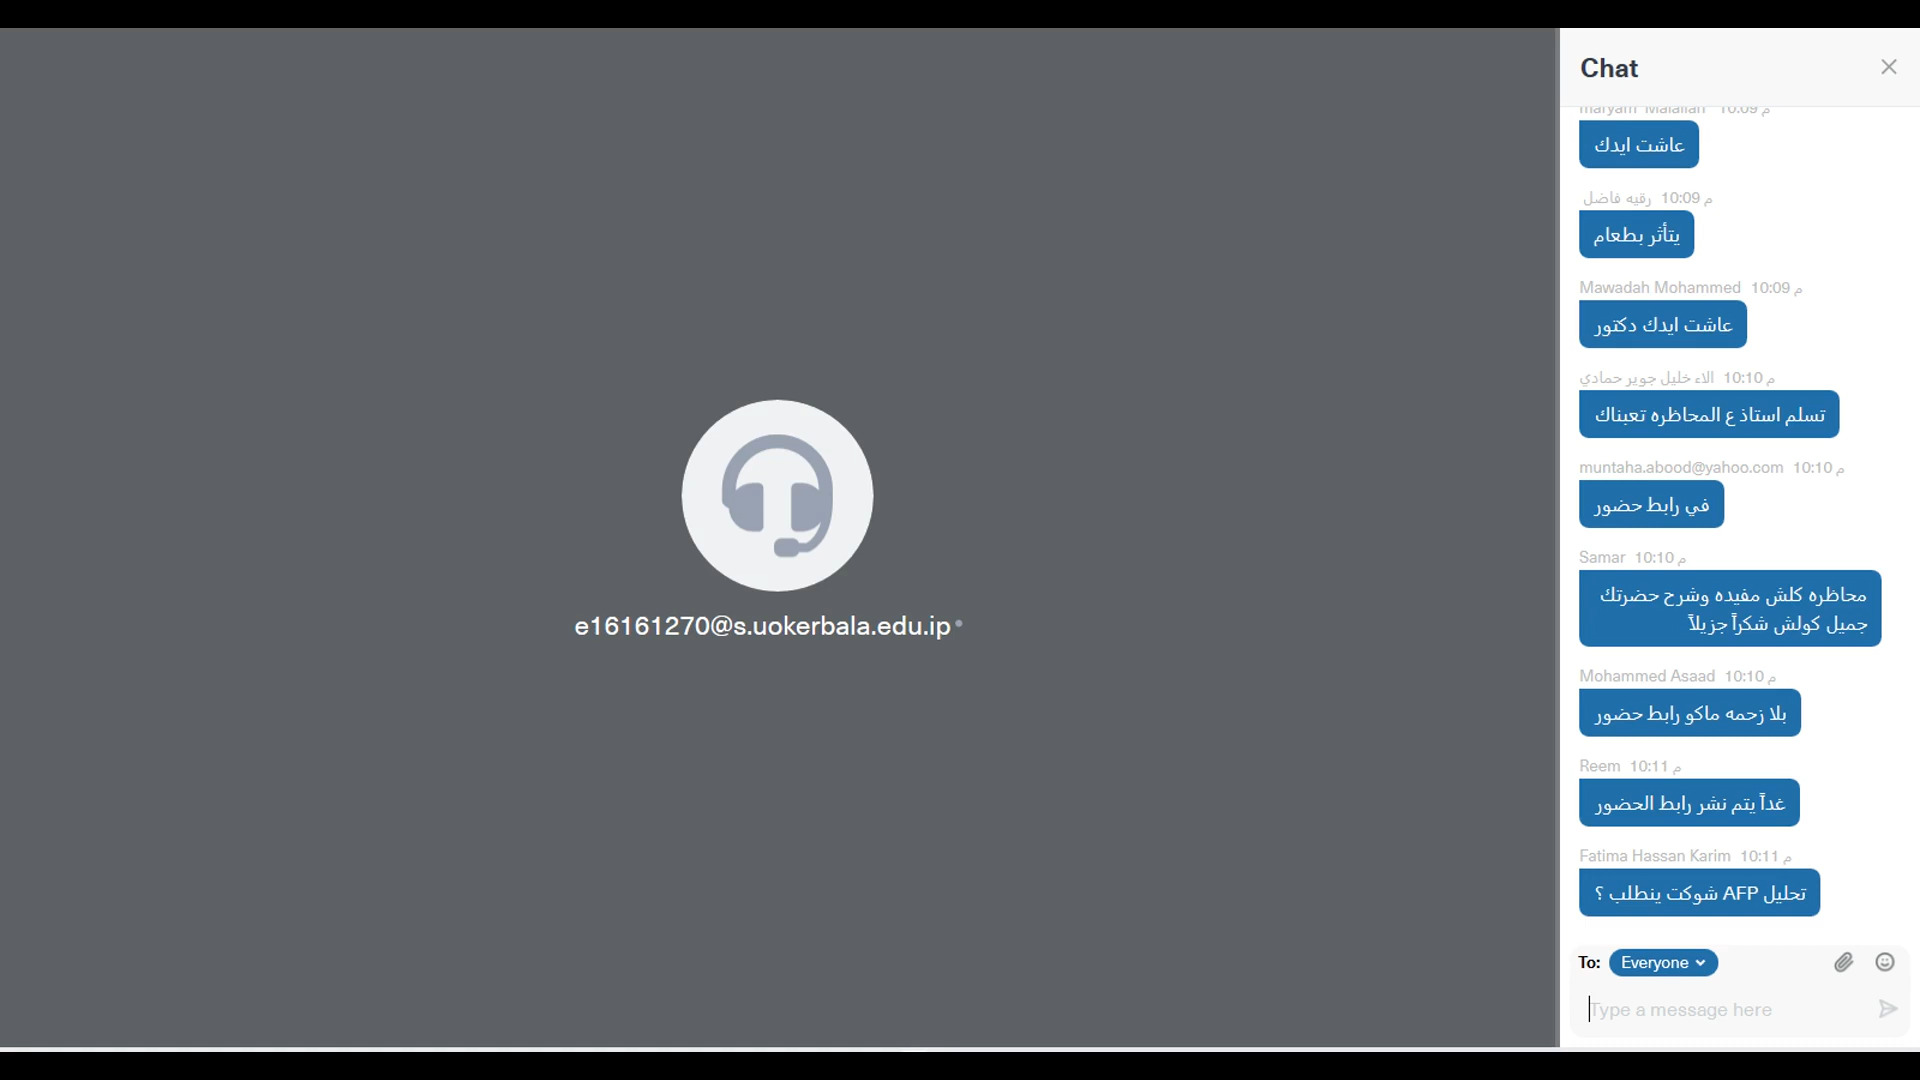 Chat
عاشت ايدك
رقيه فاضل 10:09 م
يتأثر بطعام
Mawadah Mohammed 10:09 م
عاشت ايدك دكتور
الاء خليل جوير حمادي 10:10 م
تسلم استاذ ع المحاظره تعبناك
muntaha.abood@yahoo.com 10:10 م
في رابط حضور
Samar 10:10 م
محاظره كلش مفيده وشرح حضرتك
جميل كولش شكراً جزيلاً
Mohammed Asaad 10:10 م
بلا زحمه ماكو رابط حضور
Reem 10:11 م
غداً يتم نشر رابط الحضور
Fatima Hassan Karim 10:11 م
تحليل AFP شوكت ينطلب ؟
To: Everyone
Type a message here
e16161270@s.uokerbala.edu.ip